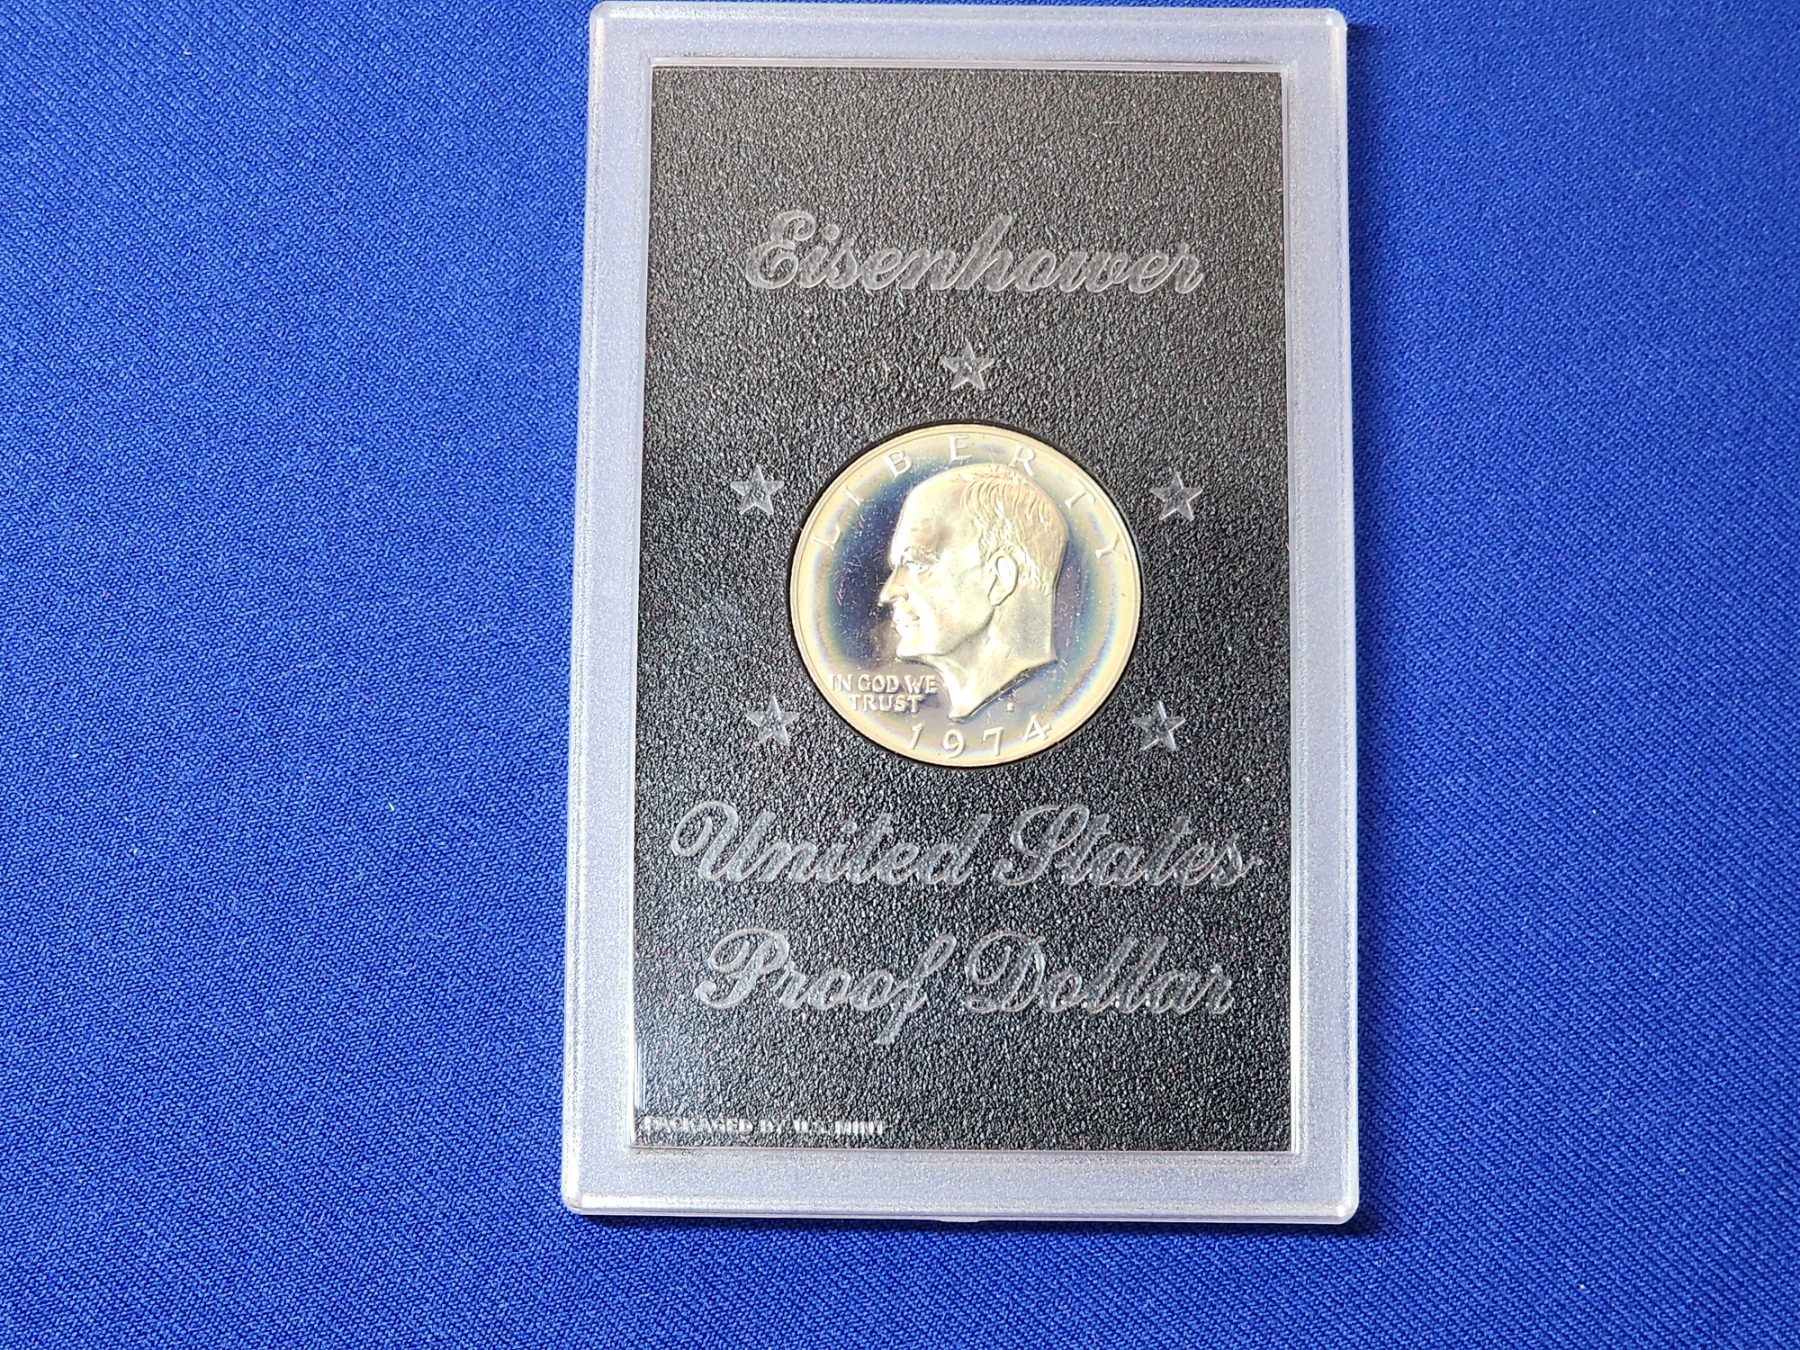 Eisenhower
LIBERTY
IN GOD WE
TRUST
1974
United States
Proof Dollar
PACKAGED BY U.S. MINT